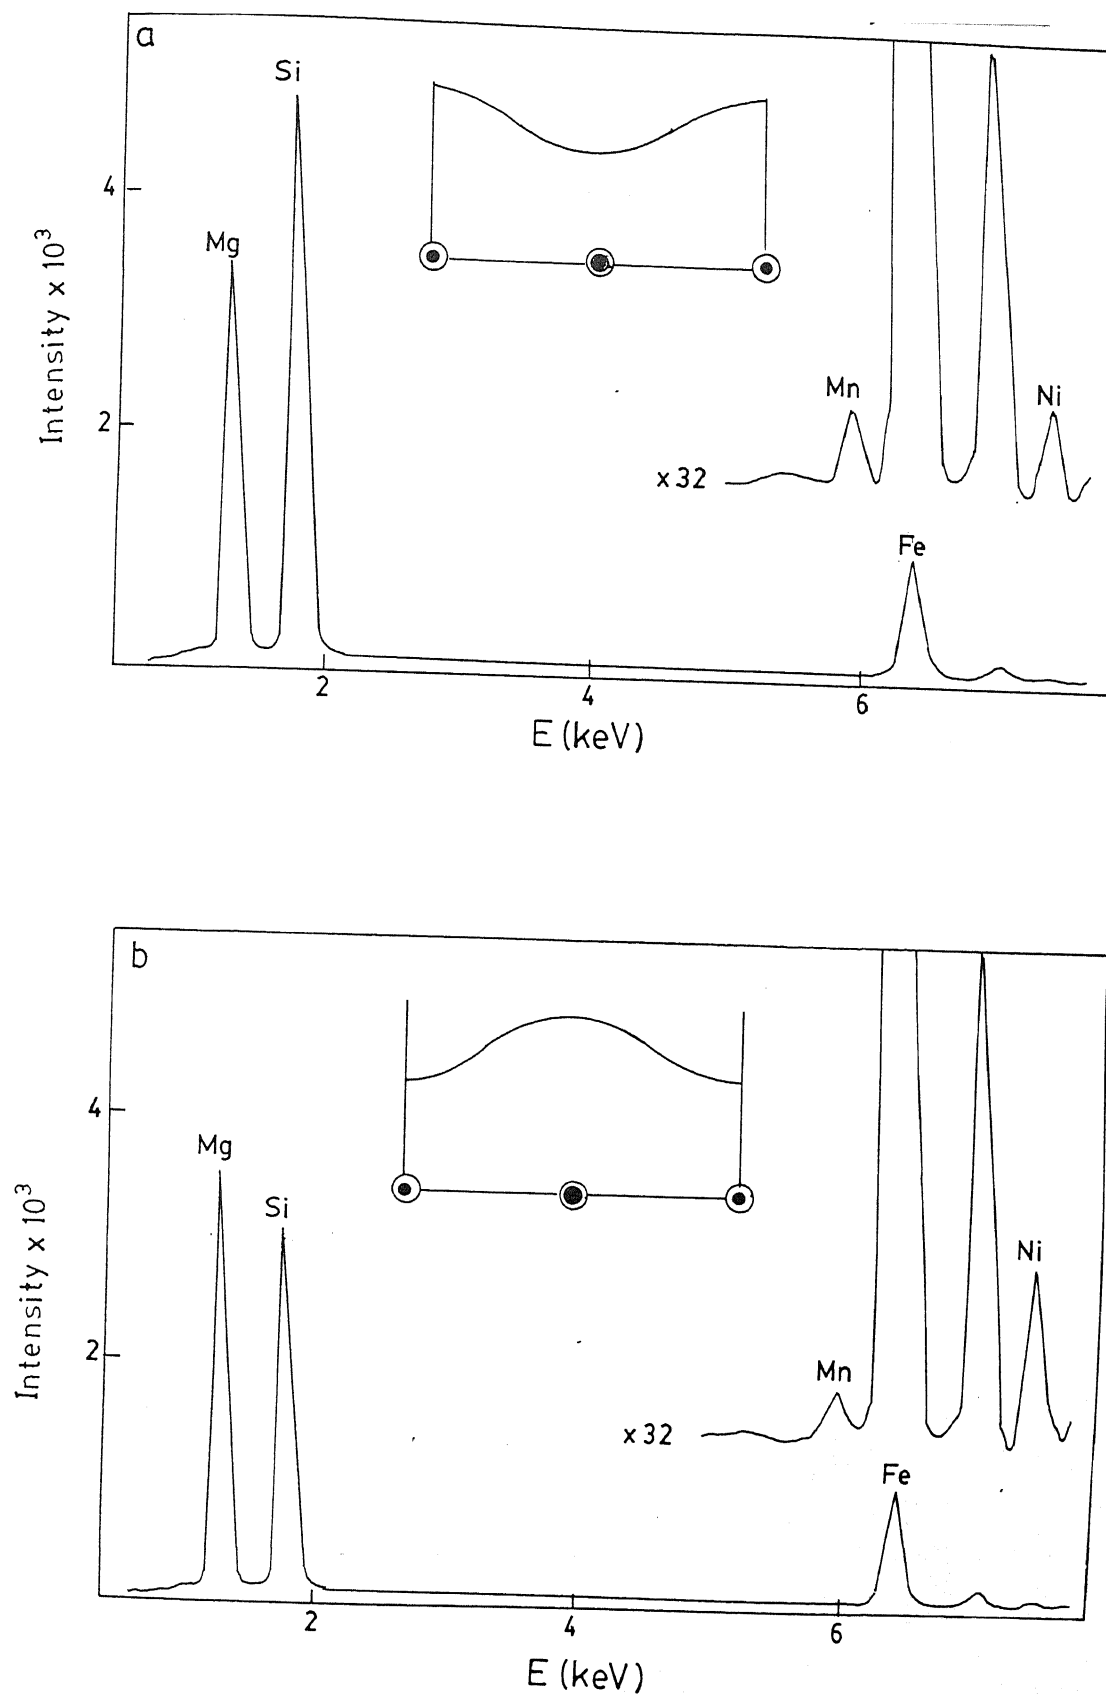 a
Si
Mg
4
2
Intensity x 10³
Mn
Ni
x 32
Fe
2
4
6
E (keV)
b
Mg
Si
4
2
Intensity x 10³
Ni
Mn
x 32
Fe
2
4
6
E (keV)